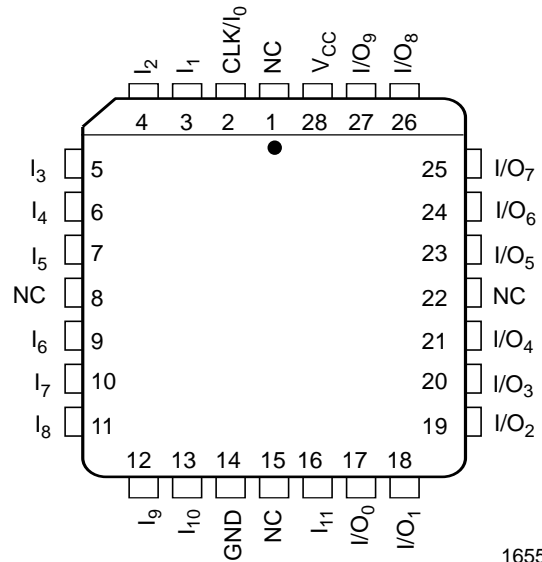 I2 I1 CLK/I0 NC VCC I/O9 I/O8
4 3 2 1 28 27 26
I3 5 25 I/O7
I4 6 24 I/O6
I5 7 23 I/O5
NC 8 22 NC
I6 9 21 I/O4
I7 10 20 I/O3
I8 11 19 I/O2
12 13 14 15 16 17 18
I9 I10 GND NC I11 I/O0 I/O1
1655